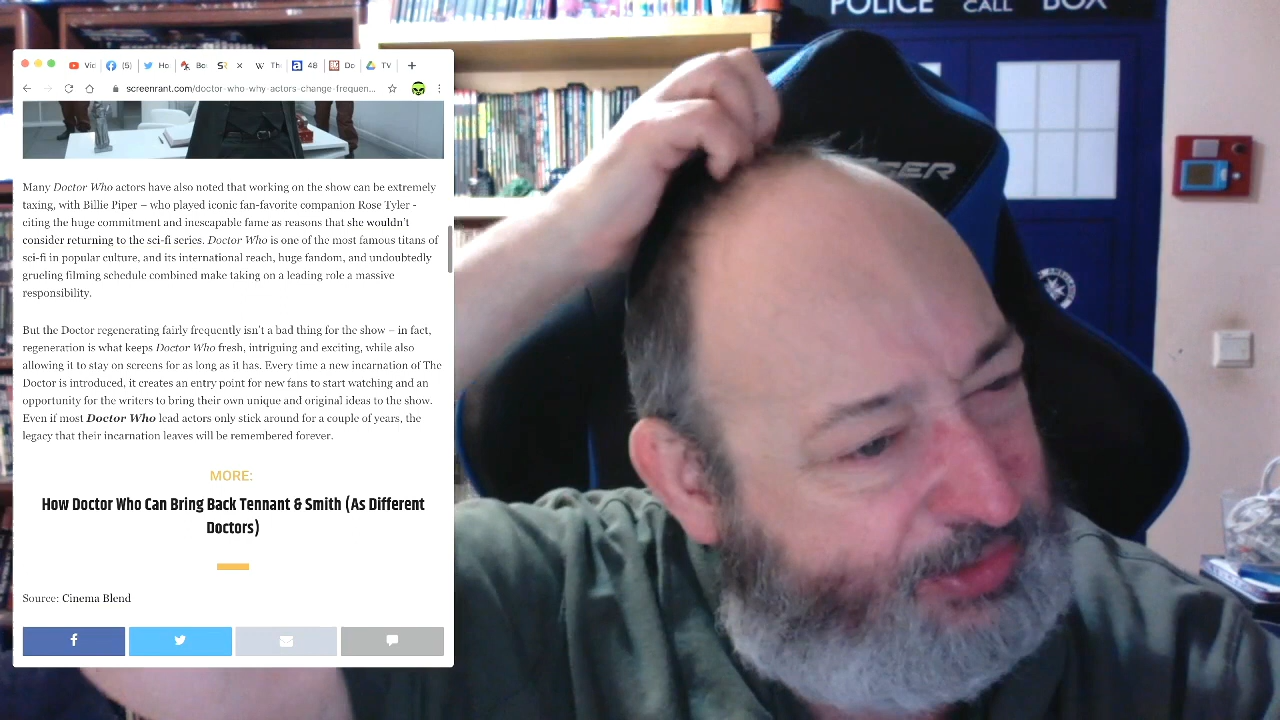 POLICE CALL BOX
Vic
(5)
Ho
Bo
SR
W Th
a 48
Do
TV
screenrant.com/doctor-who-why-actors-change-frequen...
Many Doctor Who actors have also noted that working on the show can be extremely
taxing, with Billie Piper – who played iconic fan-favorite companion Rose Tyler -
citing the huge commitment and inescapable fame as reasons that she wouldn't
consider returning to the sci-fi series. Doctor Who is one of the most famous titans of
sci-fi in popular culture, and its international reach, huge fandom, and undoubtedly
grueling filming schedule combined make taking on a leading role a massive
responsibility.
But the Doctor regenerating fairly frequently isn't a bad thing for the show – in fact,
regeneration is what keeps Doctor Who fresh, intriguing and exciting, while also
allowing it to stay on screens for as long as it has. Every time a new incarnation of The
Doctor is introduced, it creates an entry point for new fans to start watching and an
opportunity for the writers to bring their own unique and original ideas to the show.
Even if most Doctor Who lead actors only stick around for a couple of years, the
legacy that their incarnation leaves will be remembered forever.
MORE:
How Doctor Who Can Bring Back Tennant & Smith (As Different
Doctors)
Source: Cinema Blend